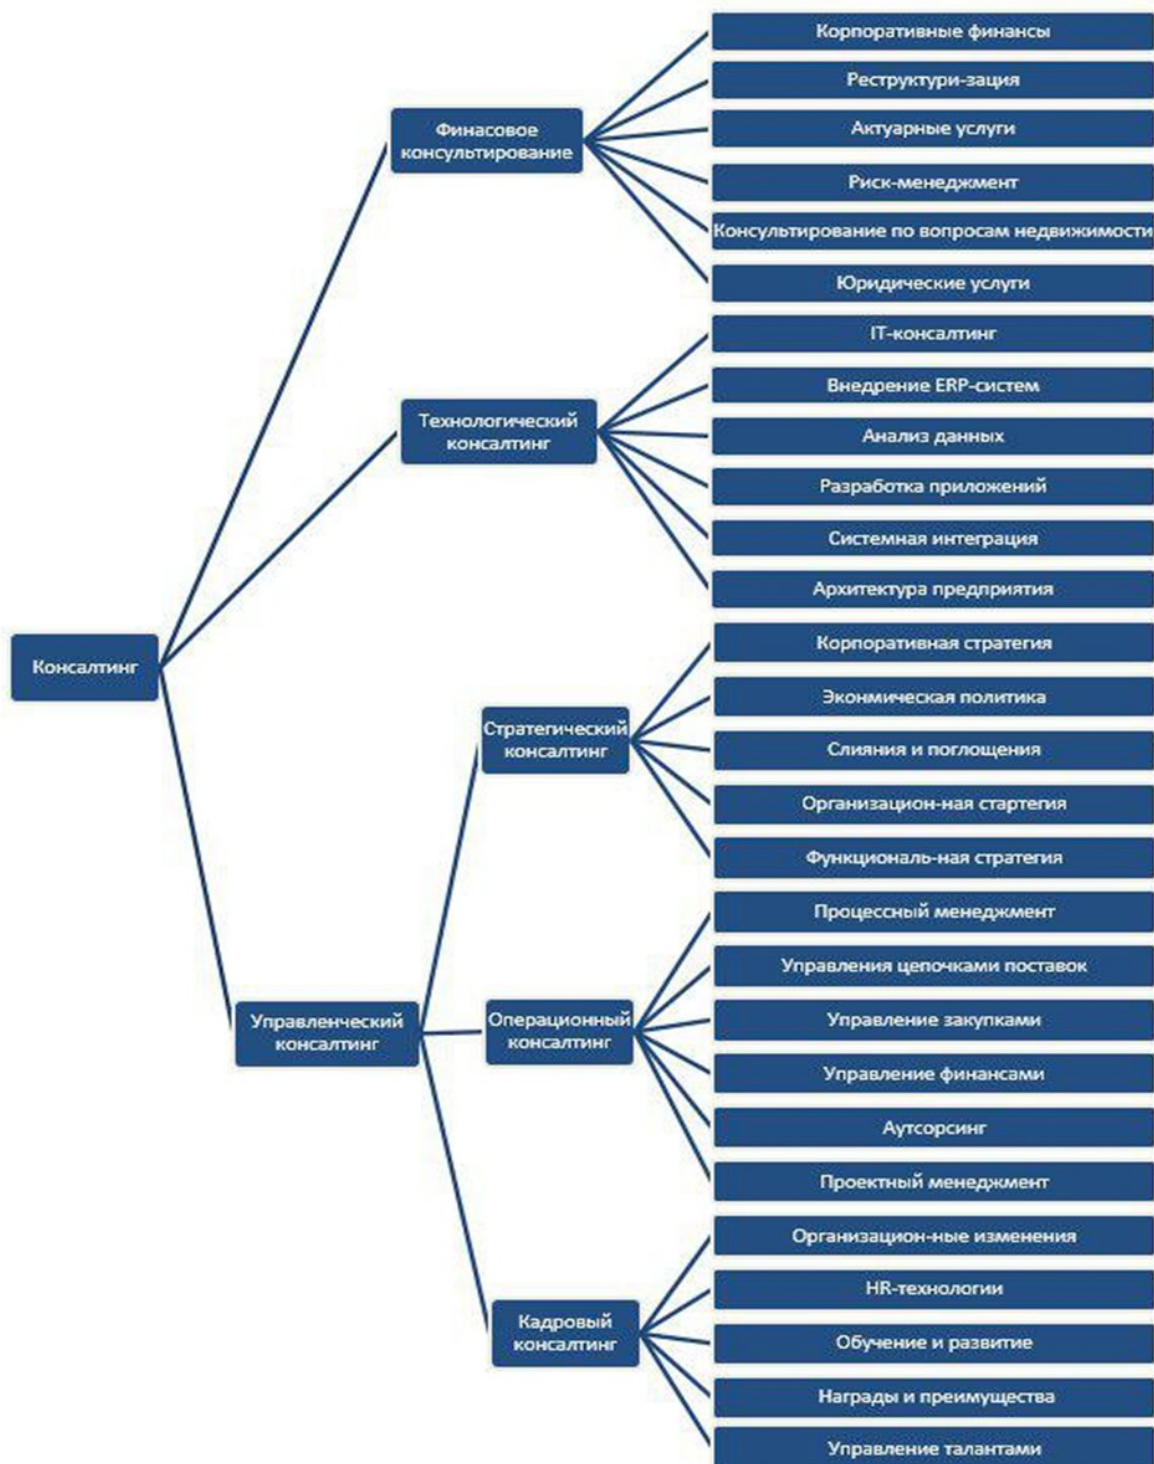 Корпоративные финансы
Реструктури-зация
Финасовое
консультирование
Актуарные услуги
Риск-менеджмент
Консультирование по вопросам недвижимости
Юридические услуги
IT-консалтинг
Внедрение ERP-систем
Технологический
консалтинг
Анализ данных
Разработка приложений
Системная интеграция
Архитектура предприятия
Консалтинг
Корпоративная стратегия
Эконмическая политика
Стратегический
консалтинг
Слияния и поглощения
Организацион-ная стартегия
Функциональ-ная стратегия
Процессный менеджмент
Управления цепочками поставок
Управленческий
консалтинг
Операционный
консалтинг
Управление закупками
Управление финансами
Аутсорсинг
Проектный менеджмент
Организацион-ные изменения
HR-технологии
Кадровый
консалтинг
Обучение и развитие
Награды и преимущества
Управление талантами